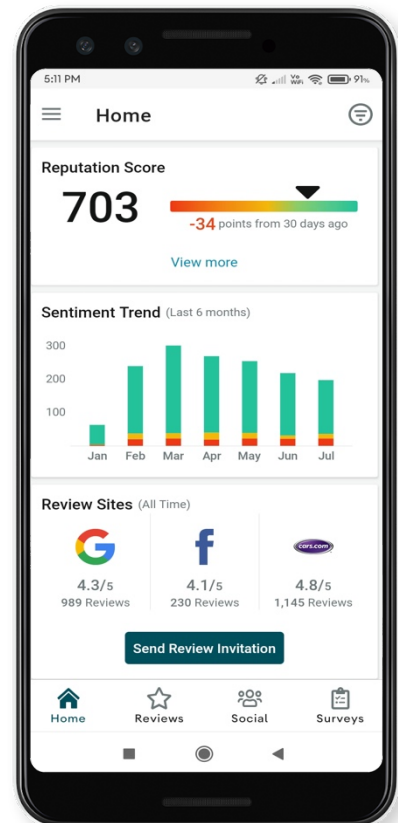 5:11 PM
Vo
WiFi
91%
Home
Reputation Score
703
-34 points from 30 days ago
View more
Sentiment Trend (Last 6 months)
300
200
100
Jan Feb Mar Apr May Jun Jul
Review Sites (All Time)
G f cars.com
4.3/5 4.1/5 4.8/5
989 Reviews 230 Reviews 1,145 Reviews
Send Review Invitation
Home Reviews Social Surveys